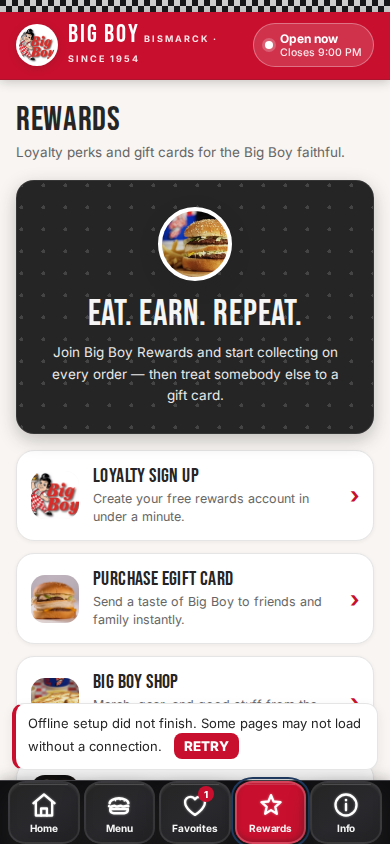 Big Boy
BIG BOY BISMARCK ·
SINCE 1954
Open now
Closes 9:00 PM
REWARDS
Loyalty perks and gift cards for the Big Boy faithful.
EAT. EARN. REPEAT.
Join Big Boy Rewards and start collecting on
every order — then treat somebody else to a
gift card.
Big Boy
LOYALTY SIGN UP
Create your free rewards account in
under a minute.
PURCHASE EGIFT CARD
Send a taste of Big Boy to friends and
family instantly.
BIG BOY SHOP
Offline setup did not finish. Some pages may not load
without a connection. RETRY
1
Home Menu Favorites Rewards Info